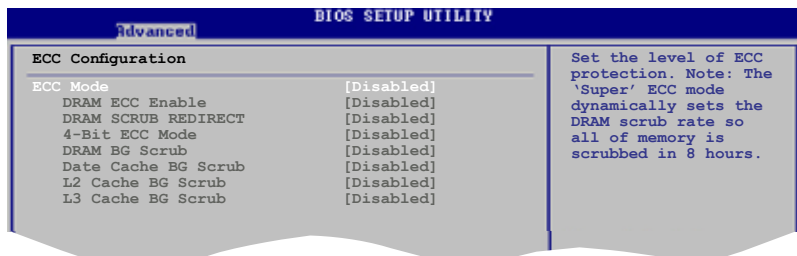 BIOS SETUP UTILITY
Advanced
ECC Configuration
ECC Mode [Disabled]
DRAM ECC Enable [Disabled]
DRAM SCRUB REDIRECT [Disabled]
4-Bit ECC Mode [Disabled]
DRAM BG Scrub [Disabled]
Date Cache BG Scrub [Disabled]
L2 Cache BG Scrub [Disabled]
L3 Cache BG Scrub [Disabled]
Set the level of ECC
protection. Note: The
‘Super’ ECC mode
dynamically sets the
DRAM scrub rate so
all of memory is
scrubbed in 8 hours.